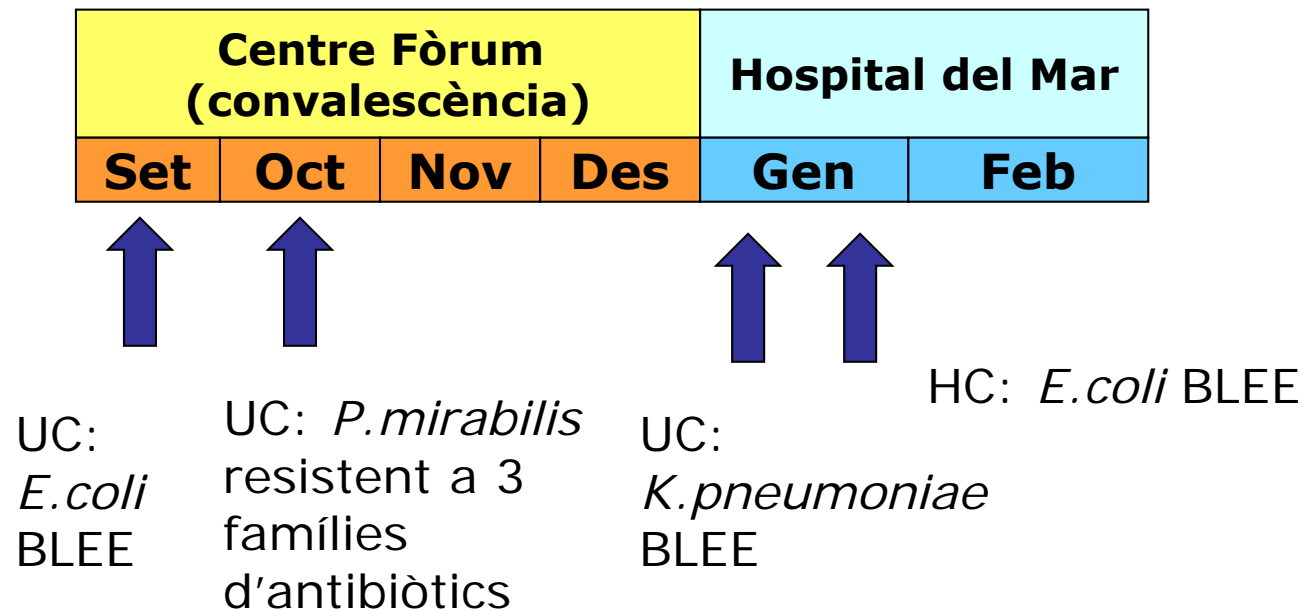 Centre Fòrum
(convalescència)
Hospital del Mar
Set
Oct
Nov
Des
Gen
Feb
UC:
E.coli
BLEE
UC: P.mirabilis
resistent a 3
famílies
d'antibiòtics
UC:
K.pneumoniae
BLEE
HC: E.coli BLEE